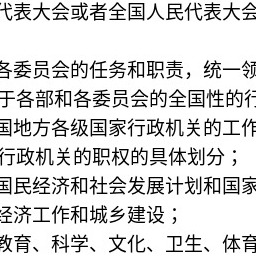 代表大会或者全国人民代表大会
各委员会的任务和职责，统一领
于各部和各委员会的全国性的行
国地方各级国家行政机关的工作
行政机关的职权的具体划分；
国民经济和社会发展计划和国家
经济工作和城乡建设；
教育、科学、文化、卫生、体育